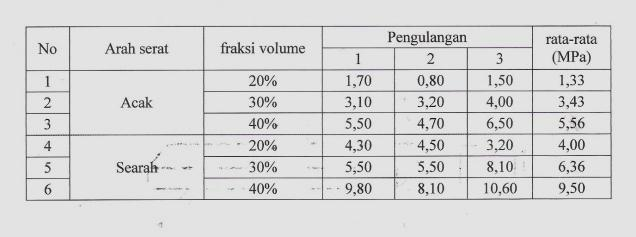 No Arah serat fraksi volume Pengulangan rata-rata (MPa)
1 2 3
1 Acak 20% 1,70 0,80 1,50 1,33
2 30% 3,10 3,20 4,00 3,43
3 40% 5,50 4,70 6,50 5,56
4 Searah 20% 4,30 4,50 3,20 4,00
5 30% 5,50 5,50 8,10 6,36
6 40% 9,80 8,10 10,60 9,50